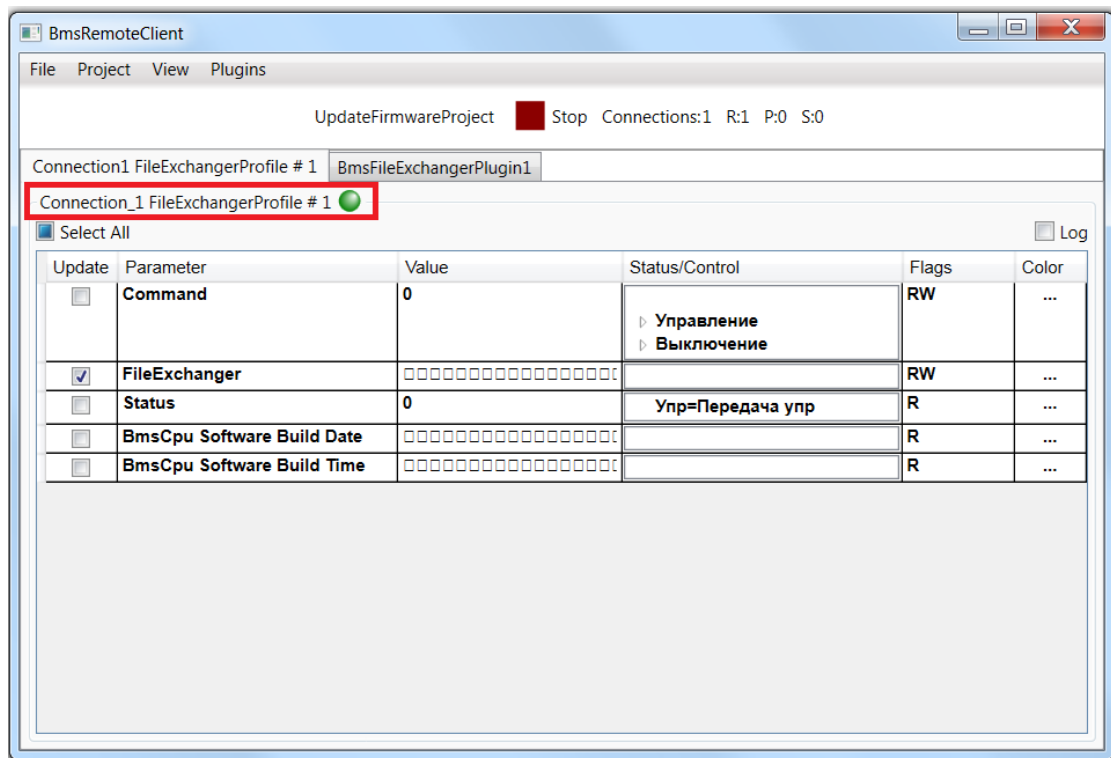 BmsRemoteClient
File Project View Plugins
UpdateFirmwareProject Stop Connections:1 R:1 P:0 S:0
Connection1 FileExchangerProfile # 1 BmsFileExchangerPlugin1
Connection_1 FileExchangerProfile # 1
Select All Log
Update Parameter Value Status/Control Flags Color
Command 0 RW ...
Управление
Выключение
FileExchanger □□□□□□□□□□□□□□□□ RW ...
Status 0 Упр=Передача упр R ...
BmsCpu Software Build Date □□□□□□□□□□□□□□□□ R ...
BmsCpu Software Build Time □□□□□□□□□□□□□□□□ R ...